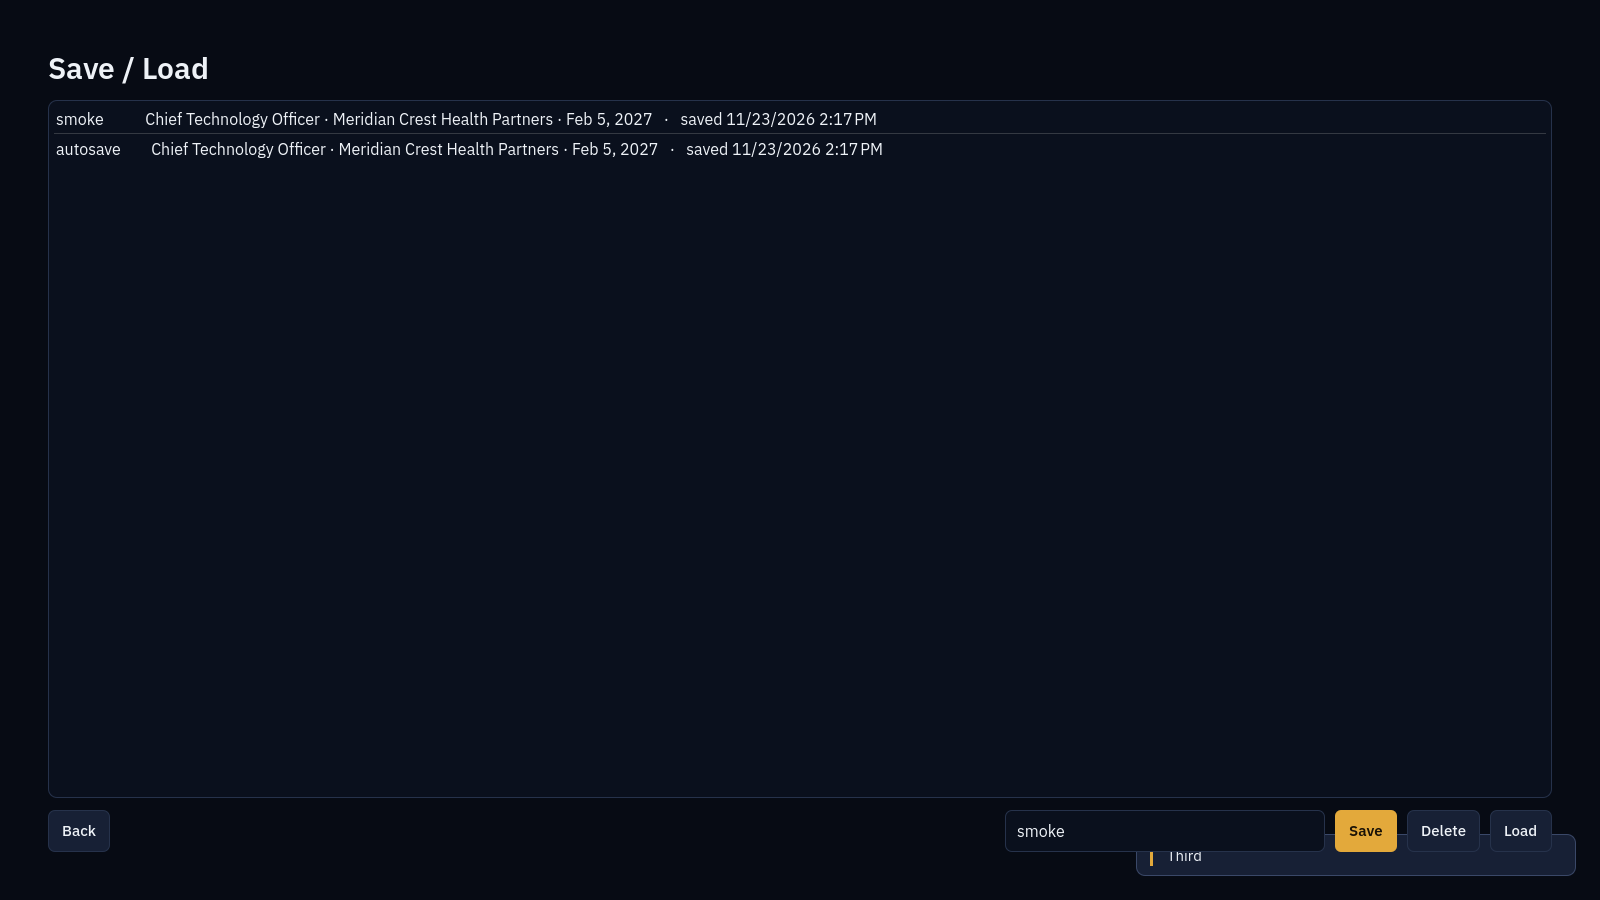 Save / Load
smoke Chief Technology Officer · Meridian Crest Health Partners · Feb 5, 2027 · saved 11/23/2026 2:17 PM
autosave Chief Technology Officer · Meridian Crest Health Partners · Feb 5, 2027 · saved 11/23/2026 2:17 PM
Back smoke Save Delete Load
Third